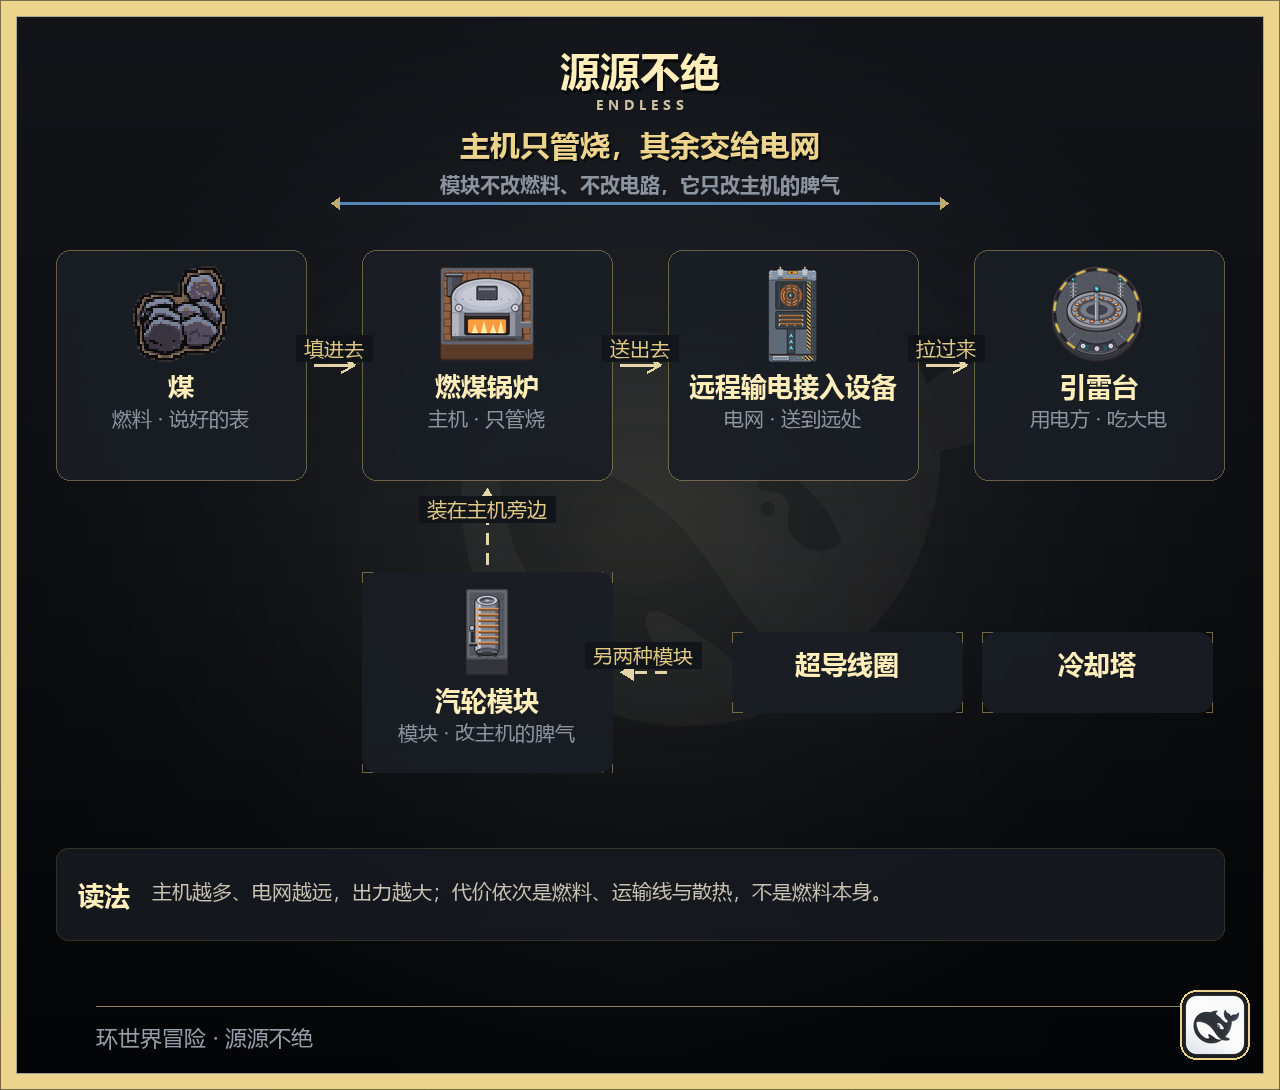 源源不绝
ENDLESS
主机只管烧，其余交给电网
模块不改燃料、不改电路，它只改主机的脾气
填进去
送出去
拉过来
煤
燃料 · 说好的表
燃煤锅炉
主机 · 只管烧
远程输电接入设备
电网 · 送到远处
引雷台
用电方 · 吃大电
装在主机旁边
汽轮模块
模块 · 改主机的脾气
另两种模块
超导线圈
冷却塔
读法
主机越多、电网越远，出力越大；代价依次是燃料、运输线与散热，不是燃料本身。
环世界冒险 · 源源不绝